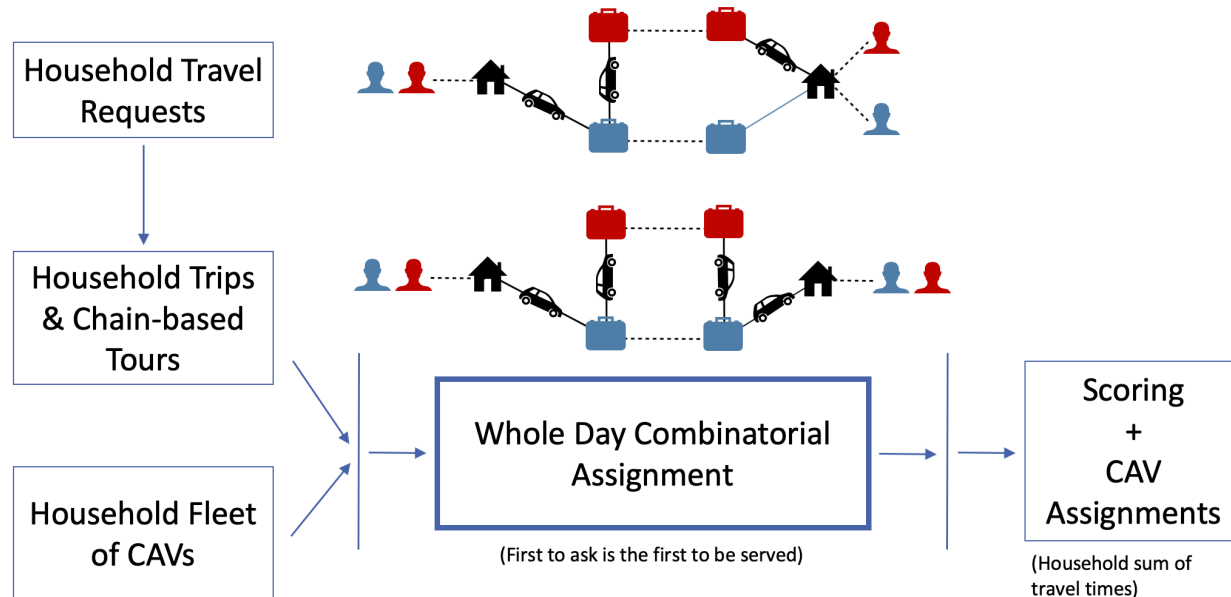 Household Travel
Requests
Household Trips
& Chain-based
Tours
Household Fleet
of CAVs
Whole Day Combinatorial
Assignment
(First to ask is the first to be served)
Scoring
+
CAV
Assignments
(Household sum of
travel times)